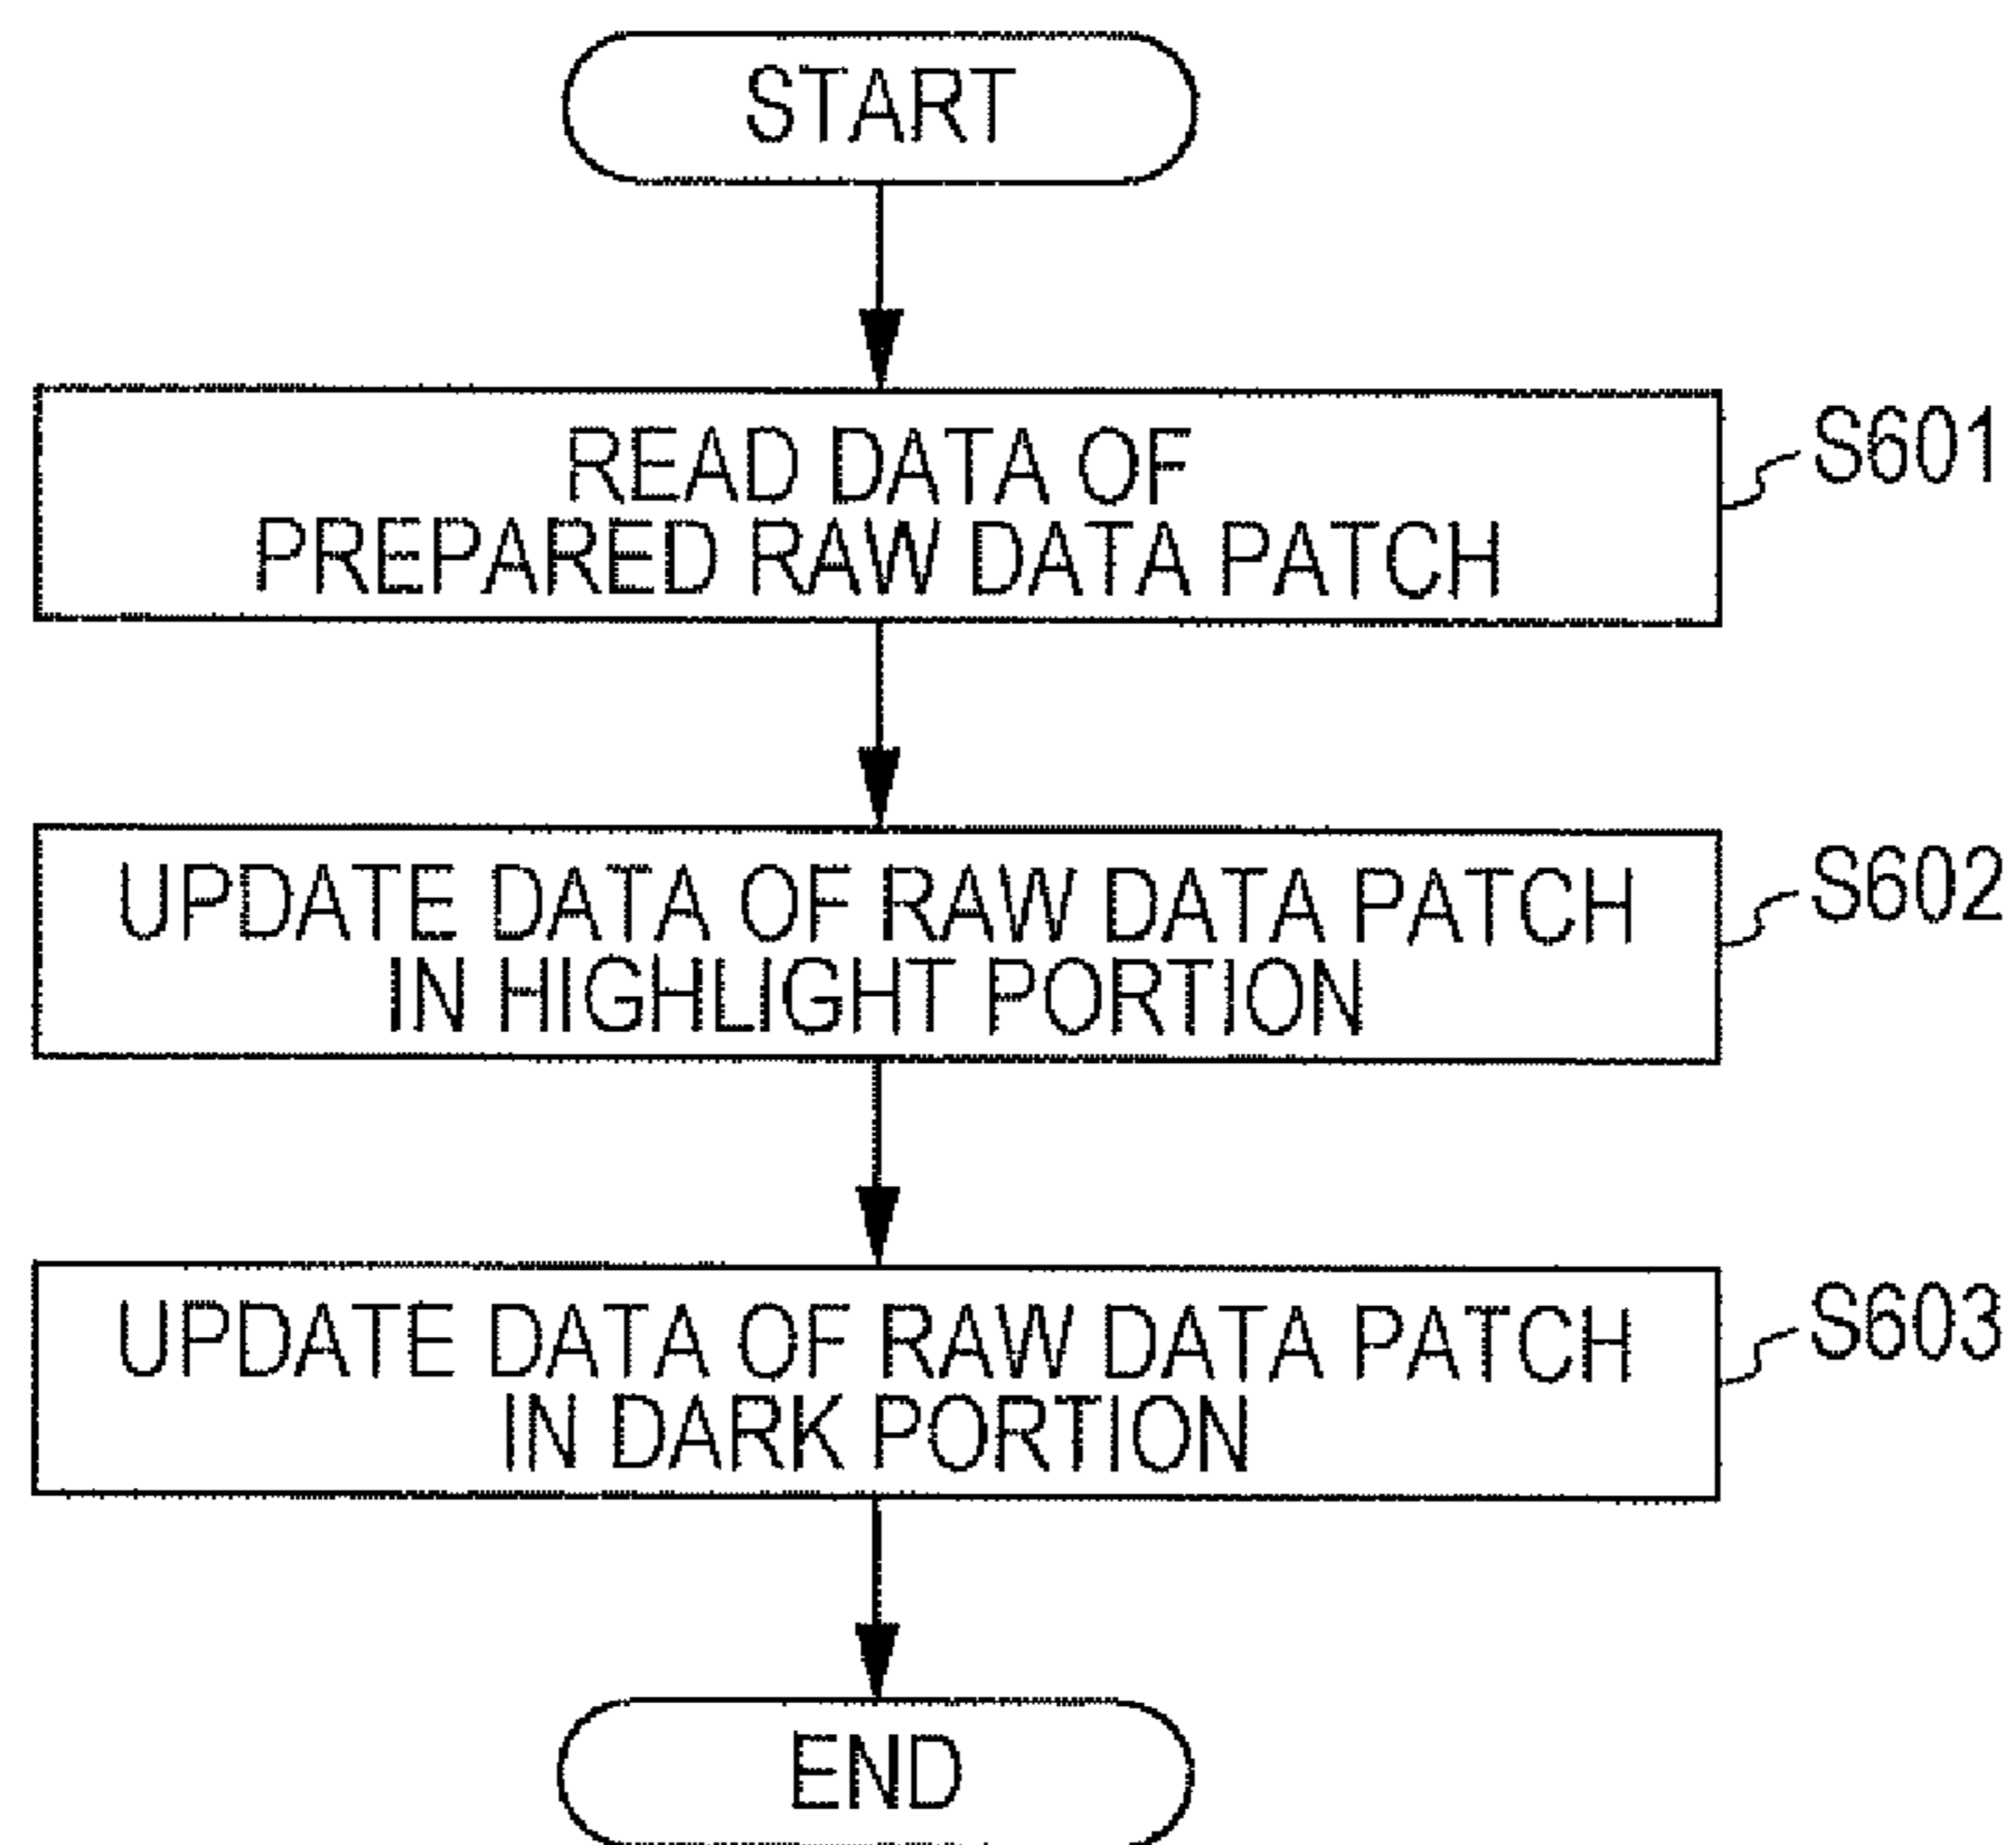 START
READ DATA OF
PREPARED RAW DATA PATCH
S601
UPDATE DATA OF RAW DATA PATCH
IN HIGHLIGHT PORTION
S602
UPDATE DATA OF RAW DATA PATCH
IN DARK PORTION
S603
END